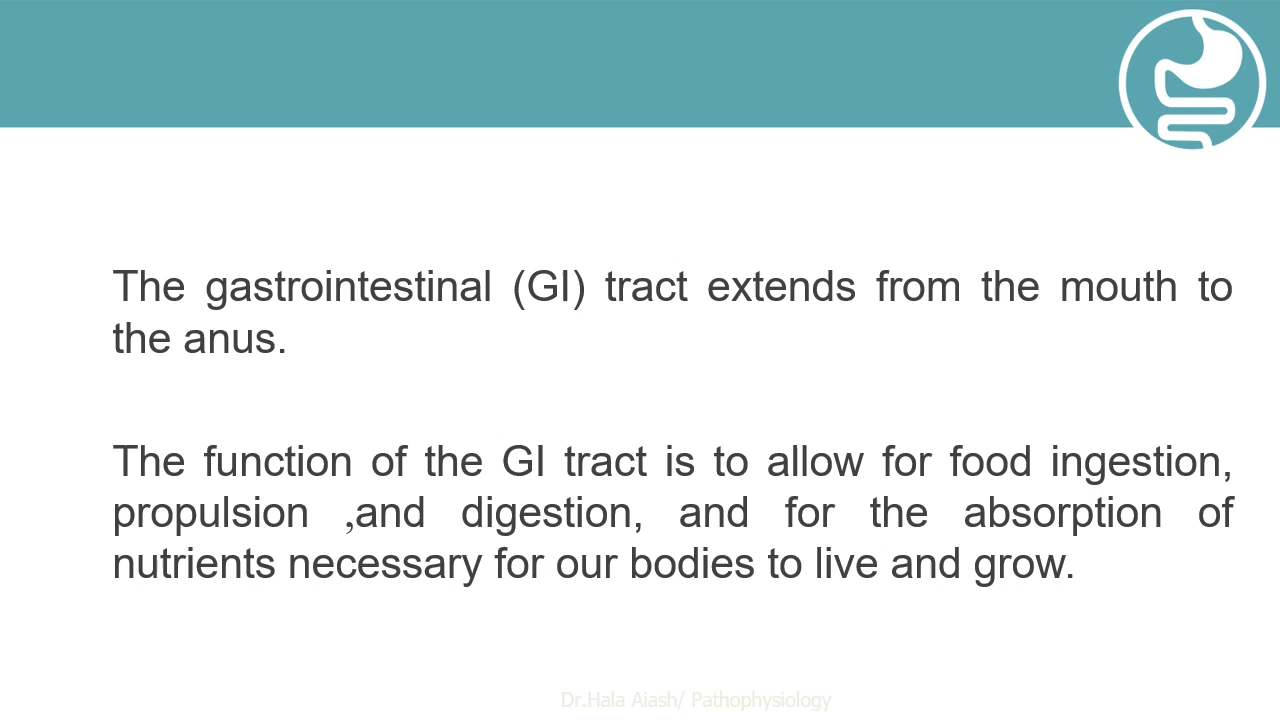 The gastrointestinal (GI) tract extends from the mouth to
the anus.
The function of the GI tract is to allow for food ingestion,
propulsion ,and digestion, and for the absorption of
nutrients necessary for our bodies to live and grow.
Dr.Hala Aiash/ Pathophysiology